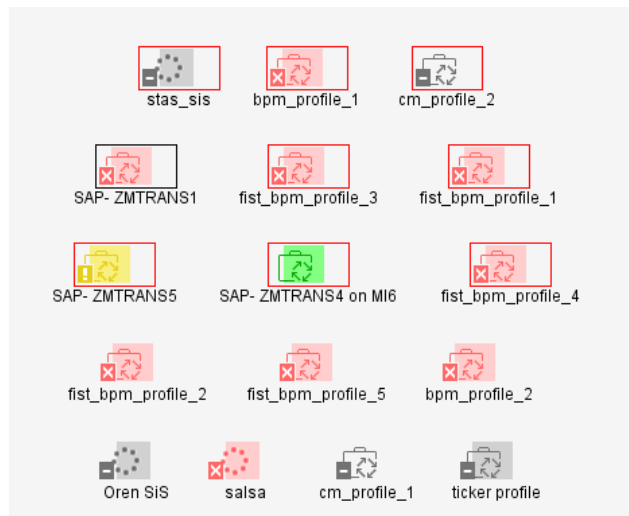 stas_sis bpm_profile_1 cm_profile_2
SAP- ZMTRANS1 fist_bpm_profile_3 fist_bpm_profile_1
SAP- ZMTRANS5 SAP- ZMTRANS4 on MI6 fist_bpm_profile_4
fist_bpm_profile_2 fist_bpm_profile_5 bpm_profile_2
Oren SiS salsa cm_profile_1 ticker profile